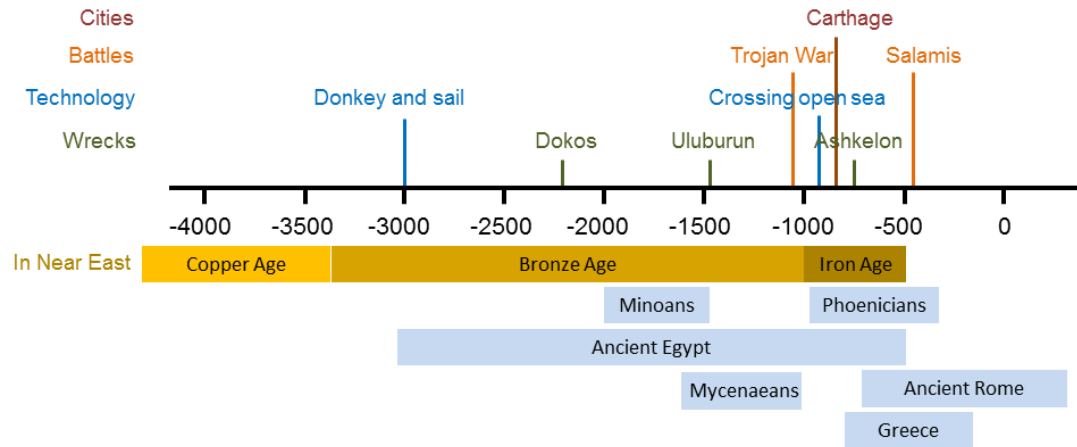 Cities Carthage
Battles Trojan War Salamis
Technology Donkey and sail Crossing open sea
Wrecks Dokos Uluburun Ashkelon
-4000 -3500 -3000 -2500 -2000 -1500 -1000 -500 0
In Near East Copper Age Bronze Age Iron Age
Minoans Phoenicians
Ancient Egypt
Mycenaeans Ancient Rome
Greece